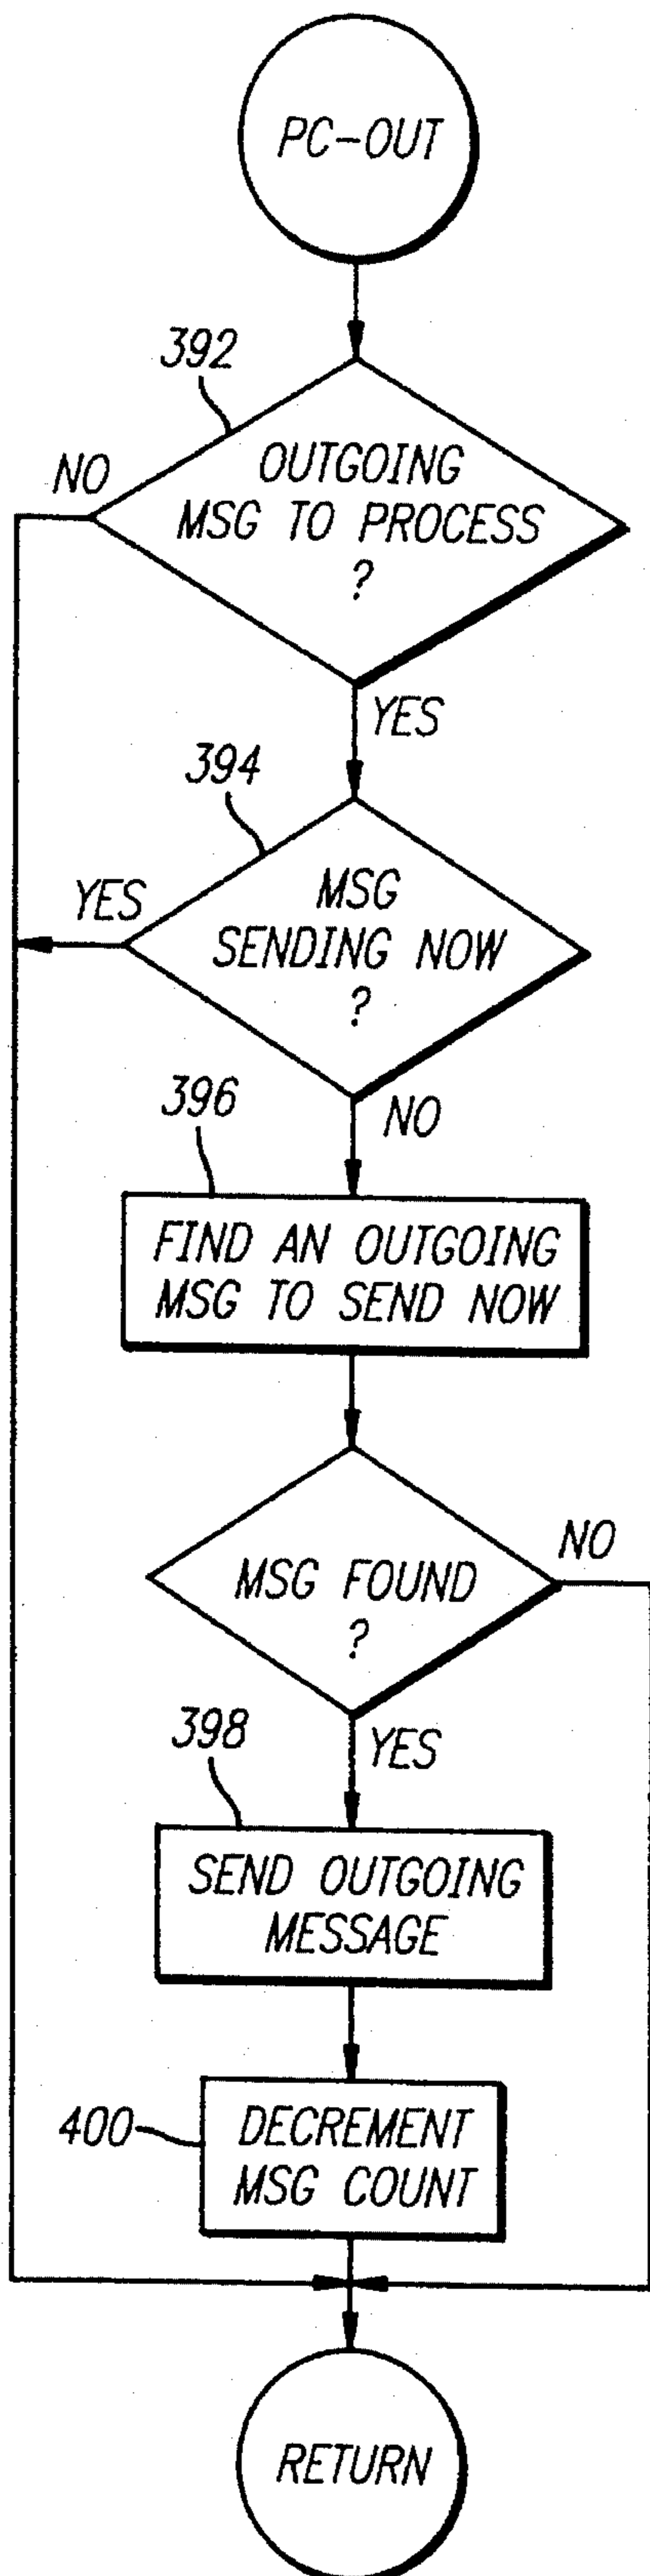 PC-OUT
392
NO
OUTGOING
MSG TO PROCESS
?
YES
394
YES
MSG
SENDING NOW
?
396
NO
FIND AN OUTGOING
MSG TO SEND NOW
NO
MSG FOUND
?
398
YES
SEND OUTGOING
MESSAGE
400
DECREMENT
MSG COUNT
RETURN